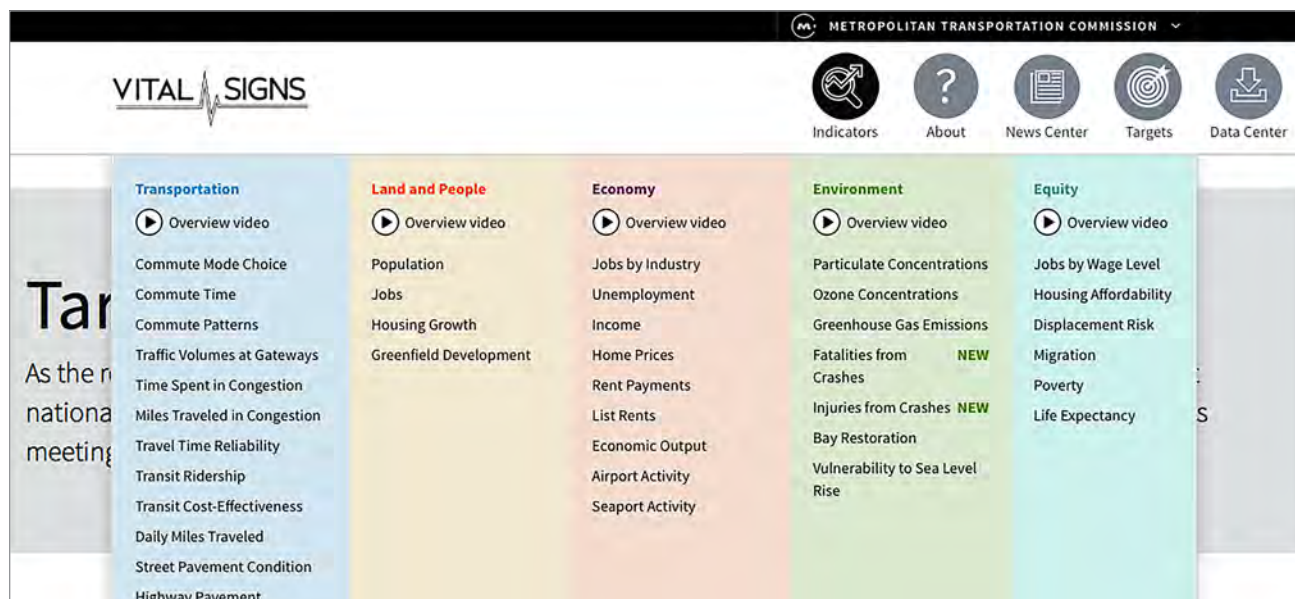 METROPOLITAN TRANSPORTATION COMMISSION
VITAL SIGNS
Indicators
About
News Center
Targets
Data Center
Transportation
Overview video
Commute Mode Choice
Commute Time
Commute Patterns
Traffic Volumes at Gateways
Time Spent in Congestion
Miles Traveled in Congestion
Travel Time Reliability
Transit Ridership
Transit Cost-Effectiveness
Daily Miles Traveled
Street Pavement Condition
Highway Pavement
Land and People
Overview video
Population
Jobs
Housing Growth
Greenfield Development
Economy
Overview video
Jobs by Industry
Unemployment
Income
Home Prices
Rent Payments
List Rents
Economic Output
Airport Activity
Seaport Activity
Environment
Overview video
Particulate Concentrations
Ozone Concentrations
Greenhouse Gas Emissions
Fatalities from NEW
Crashes
Injuries from Crashes NEW
Bay Restoration
Vulnerability to Sea Level
Rise
Equity
Overview video
Jobs by Wage Level
Housing Affordability
Displacement Risk
Migration
Poverty
Life Expectancy
Tar
As the r
nationa
meeting